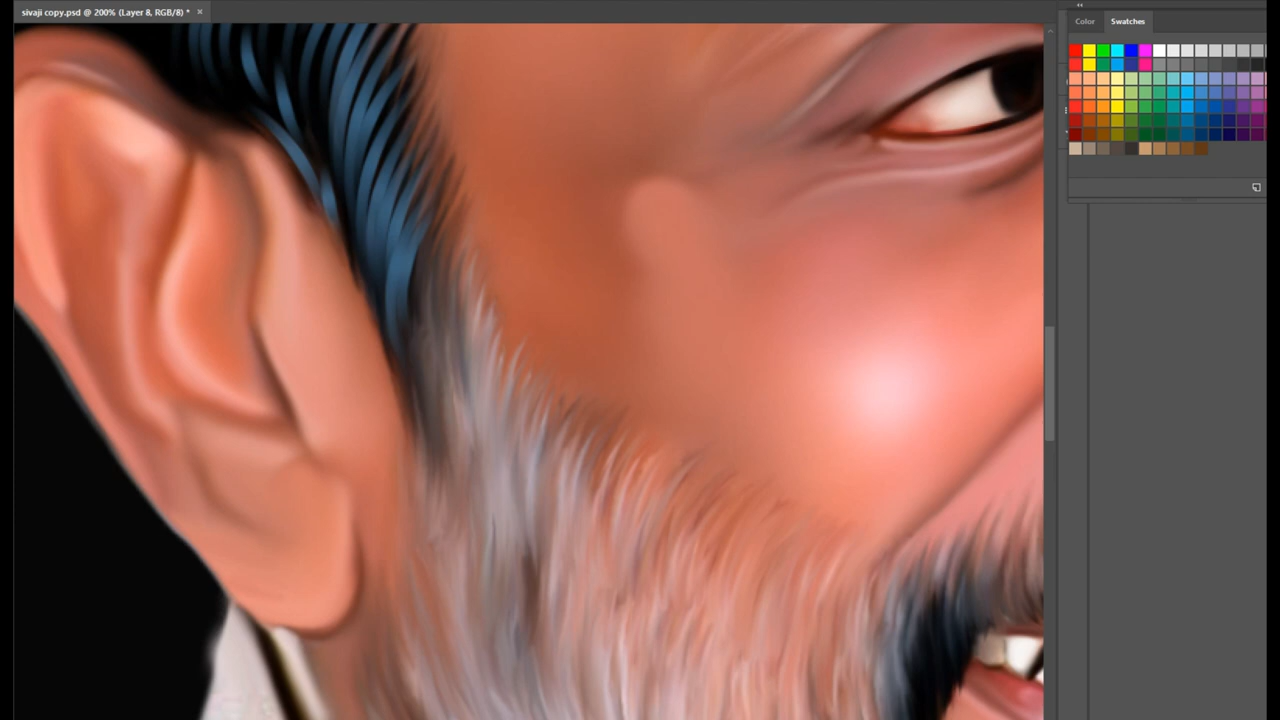 sivaji copy.psd @ 200% (Layer 8, RGB/8) *
Color
Swatches